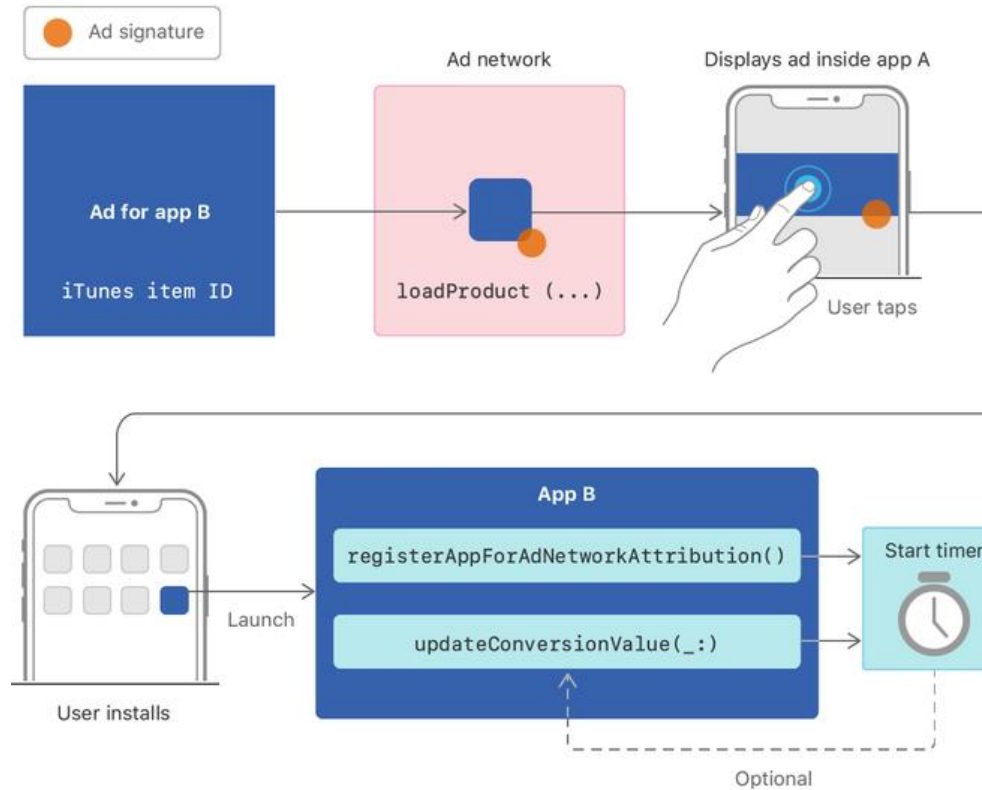 Ad signature
Ad network
Displays ad inside app A
Ad for app B
iTunes item ID
loadProduct (...)
User taps
App B
registerAppForAdNetworkAttribution()
Start timer
Launch
updateConversionValue(_:)
User installs
Optional